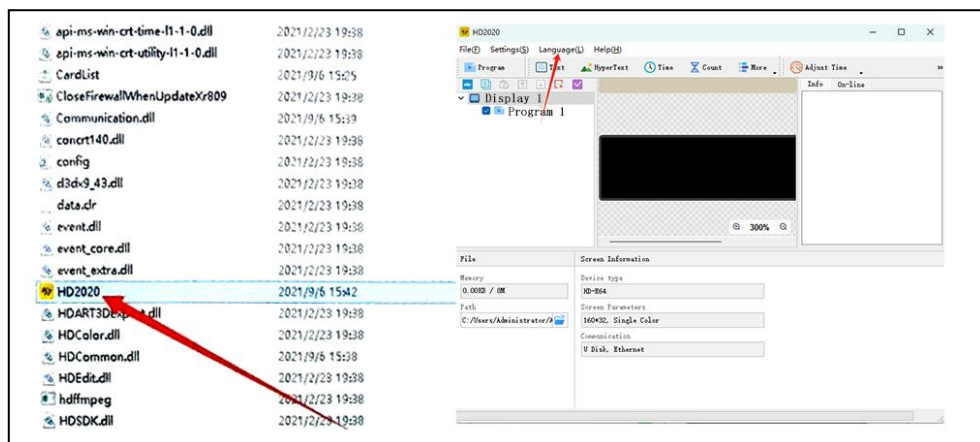 api-ms-win-crt-time-l1-1-0.dll 2021/2/23 19:38
api-ms-win-crt-utility-l1-1-0.dll 2021/2/23 19:38
CardList 2021/9/6 15:25
CloseFirewallWhenUpdateXr809 2021/2/23 19:38
Communication.dll 2021/9/6 15:39
concrt140.dll 2021/2/23 19:38
config 2021/2/23 19:38
d3dx9_43.dll 2021/2/23 19:38
data.clr 2021/2/23 19:38
event.dll 2021/2/23 19:38
event_core.dll 2021/2/23 19:38
event_extra.dll 2021/2/23 19:38
HD2020 2021/9/6 15:42
2021/2/23 19:38
HDColor.dll 2021/2/23 19:38
HDCommon.dll 2021/9/6 15:38
HDEdit.dll 2021/2/23 19:38
hdffmpeg 2021/2/23 19:38
HDSDK.dll 2021/2/23 19:38
HD2020
File(F) Settings(S) Language(L) Help(H)
Program Text HyperText Time Count More Adjust Time »
Info On-line
Display 1
Program 1
300%
File
Memory
0.00KB / 8M
Path
C:/Users/Administrator/
Screen Information
Device type
HD-E64
Screen Parameters
160*32, Single Color
Communication
U Disk, Ethernet